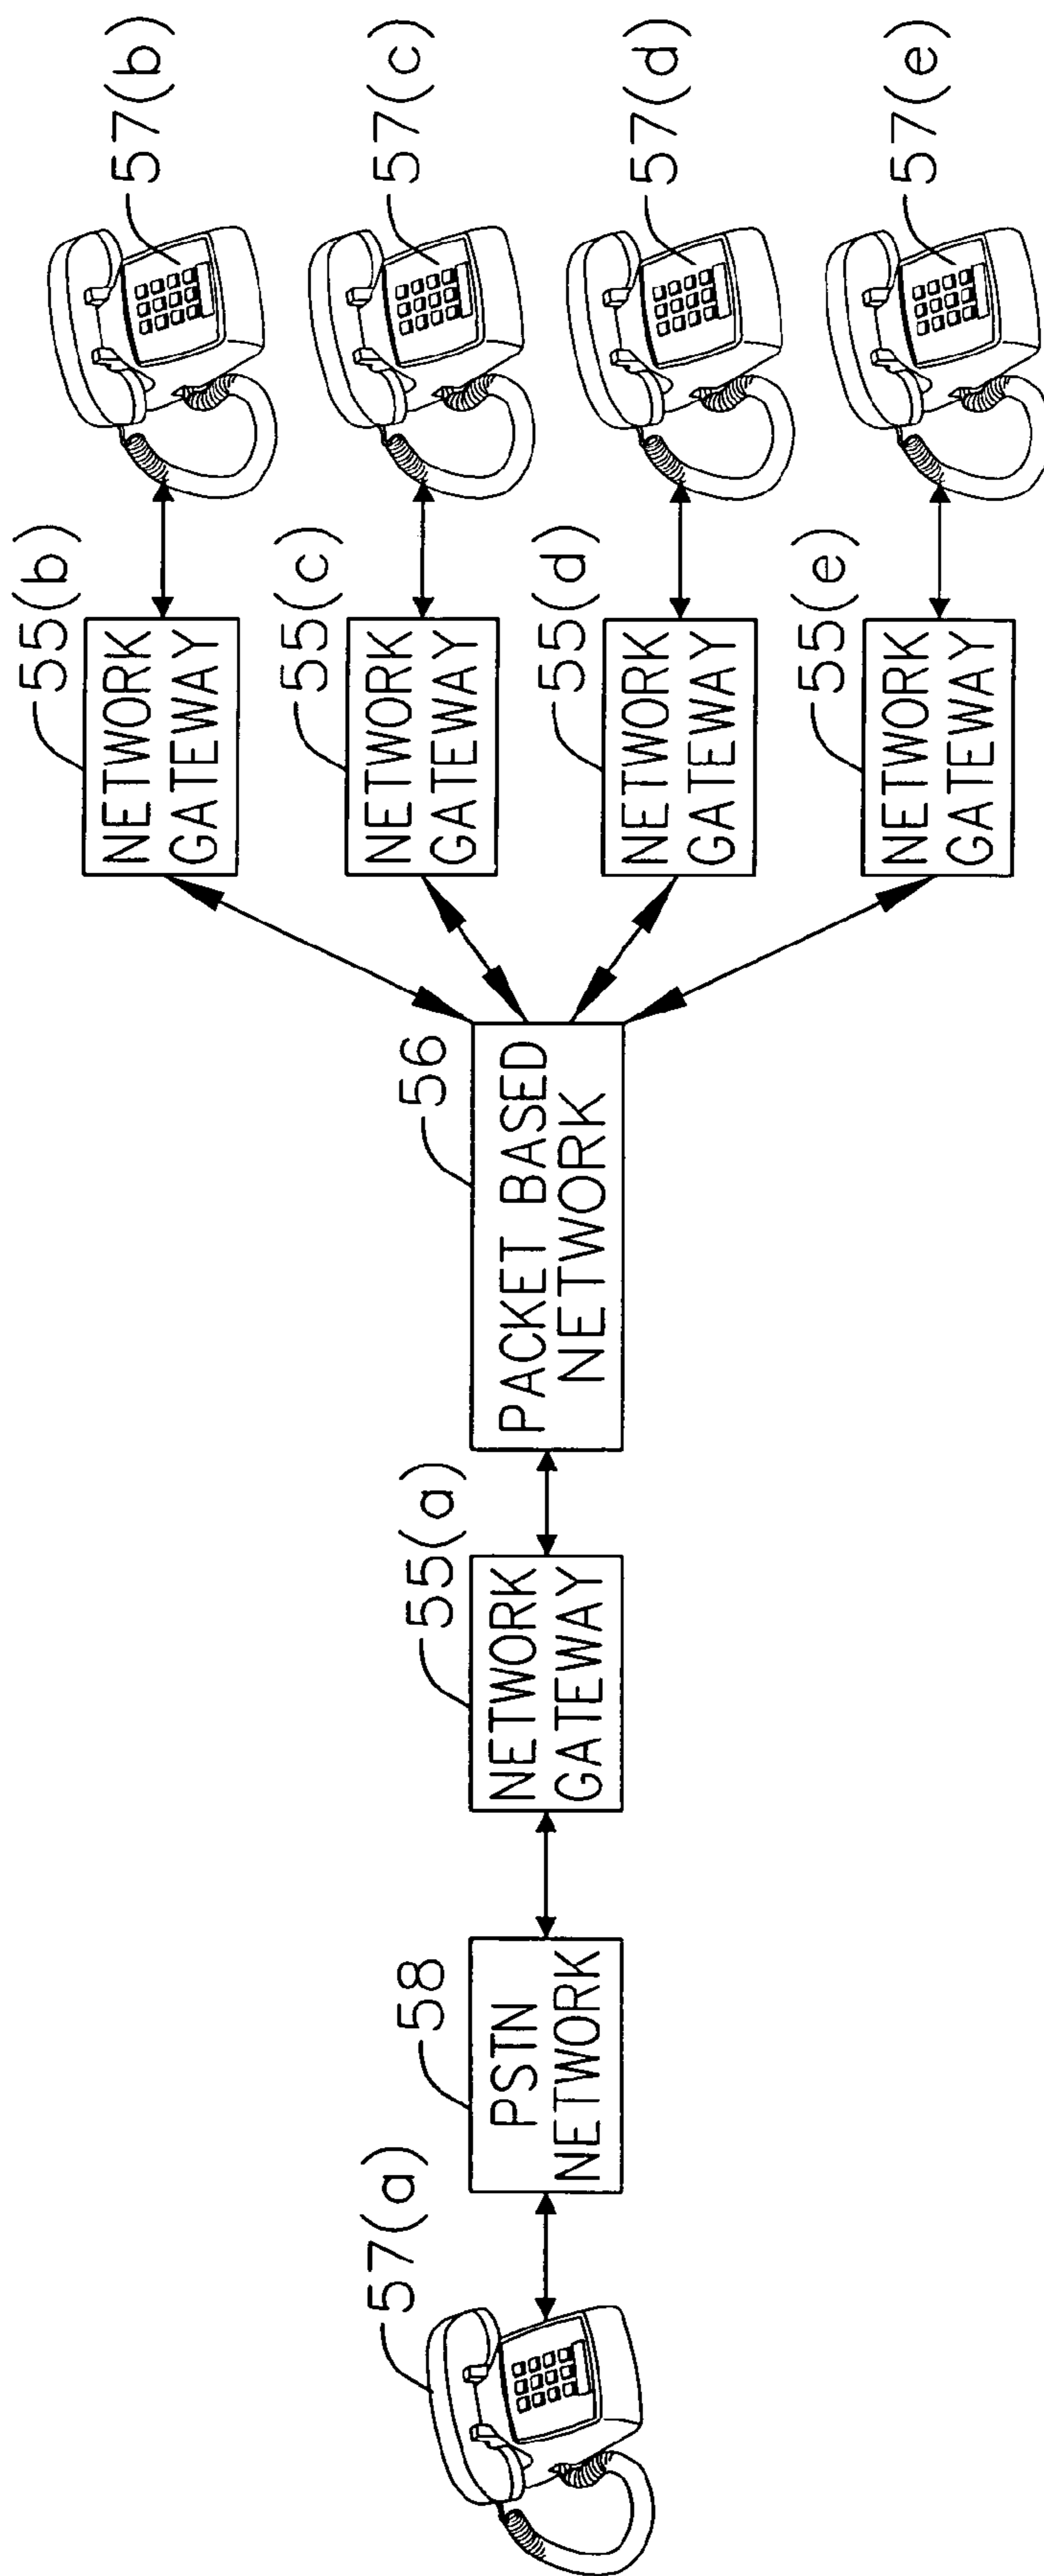 57(a)
58
PSTN
NETWORK
55(a)
NETWORK
GATEWAY
56
PACKET BASED
NETWORK
55(b)
NETWORK
GATEWAY
57(b)
55(c)
NETWORK
GATEWAY
57(c)
55(d)
NETWORK
GATEWAY
57(d)
55(e)
NETWORK
GATEWAY
57(e)